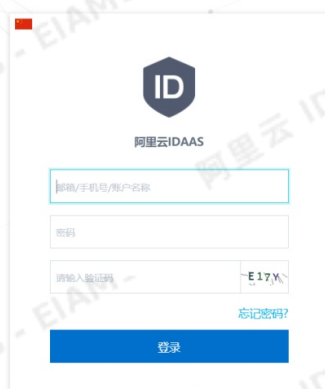 ID
阿里云IDAAS
邮箱/手机号/账户名称
密码
请输入验证码
E17Y
忘记密码?
登录
- EIAM
阿里云 ID
- EIAM -